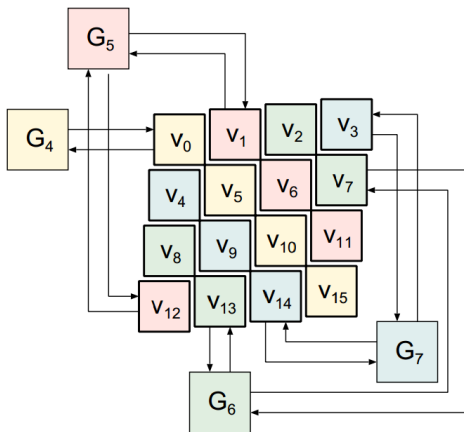 G₅
G₄
v₀ v₁ v₂ v₃
v₄ v₅ v₆ v₇
v₈ v₉ v₁₀ v₁₁
v₁₂ v₁₃ v₁₄ v₁₅
G₇
G₆